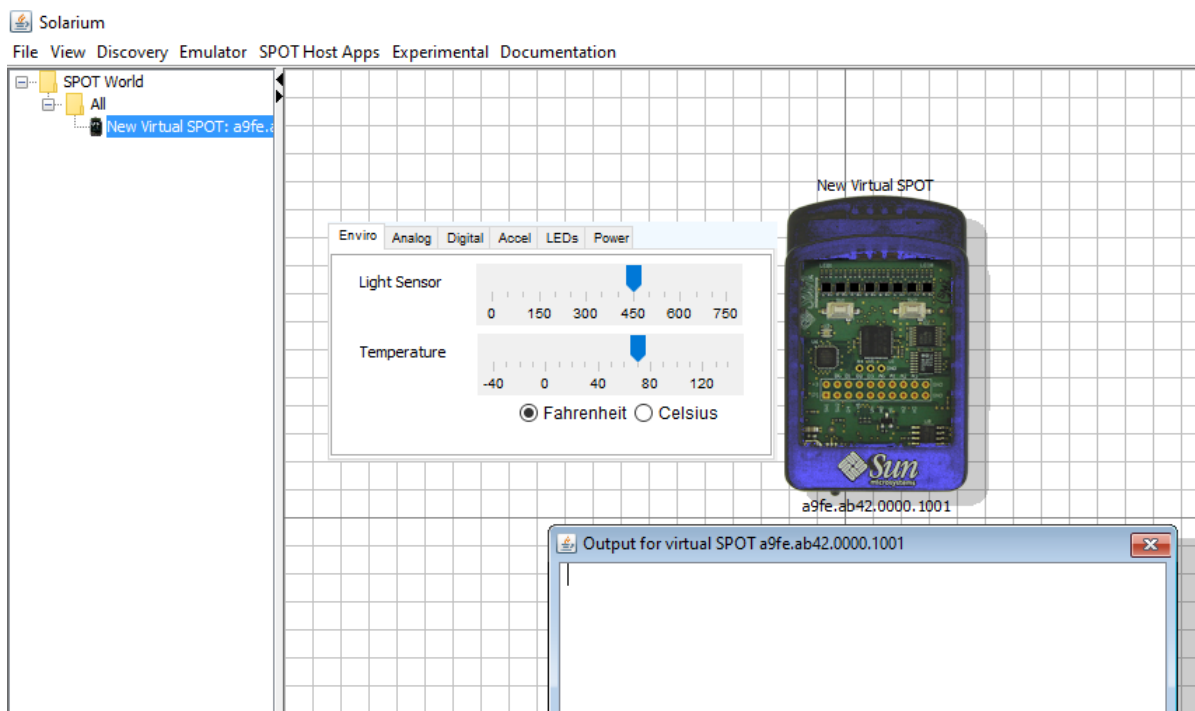 Solarium
File View Discovery Emulator SPOT Host Apps Experimental Documentation
SPOT World
All
New Virtual SPOT: a9fe.a
New Virtual SPOT
Enviro Analog Digital Accel LEDs Power
Light Sensor
0 150 300 450 600 750
Temperature
-40 0 40 80 120
Fahrenheit Celsius
Sun
microsystems
a9fe.ab42.0000.1001
Output for virtual SPOT a9fe.ab42.0000.1001